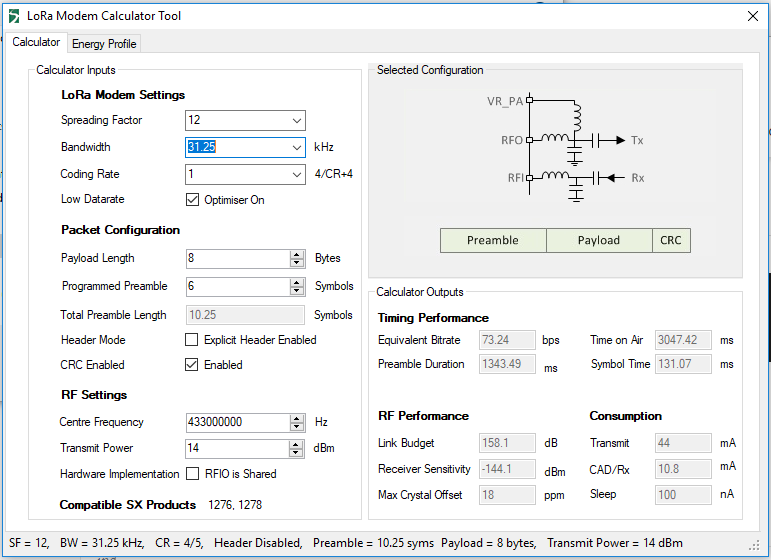 LoRa Modem Calculator Tool
Calculator Energy Profile
Calculator Inputs
LoRa Modem Settings
Spreading Factor 12
Bandwidth 31.25 kHz
Coding Rate 1 4/CR+4
Low Datarate Optimiser On
Packet Configuration
Payload Length 8 Bytes
Programmed Preamble 6 Symbols
Total Preamble Length 10.25 Symbols
Header Mode Explicit Header Enabled
CRC Enabled Enabled
RF Settings
Centre Frequency 433000000 Hz
Transmit Power 14 dBm
Hardware Implementation RFIO is Shared
Compatible SX Products 1276, 1278
Selected Configuration
VR_PA
RFO Tx
RFI Rx
Preamble Payload CRC
Calculator Outputs
Timing Performance
Equivalent Bitrate 73.24 bps Time on Air 3047.42 ms
Preamble Duration 1343.49 ms Symbol Time 131.07 ms
RF Performance Consumption
Link Budget 158.1 dB Transmit 44 mA
Receiver Sensitivity -144.1 dBm CAD/Rx 10.8 mA
Max Crystal Offset 18 ppm Sleep 100 nA
SF = 12, BW = 31.25 kHz, CR = 4/5, Header Disabled, Preamble = 10.25 syms Payload = 8 bytes, Transmit Power = 14 dBm